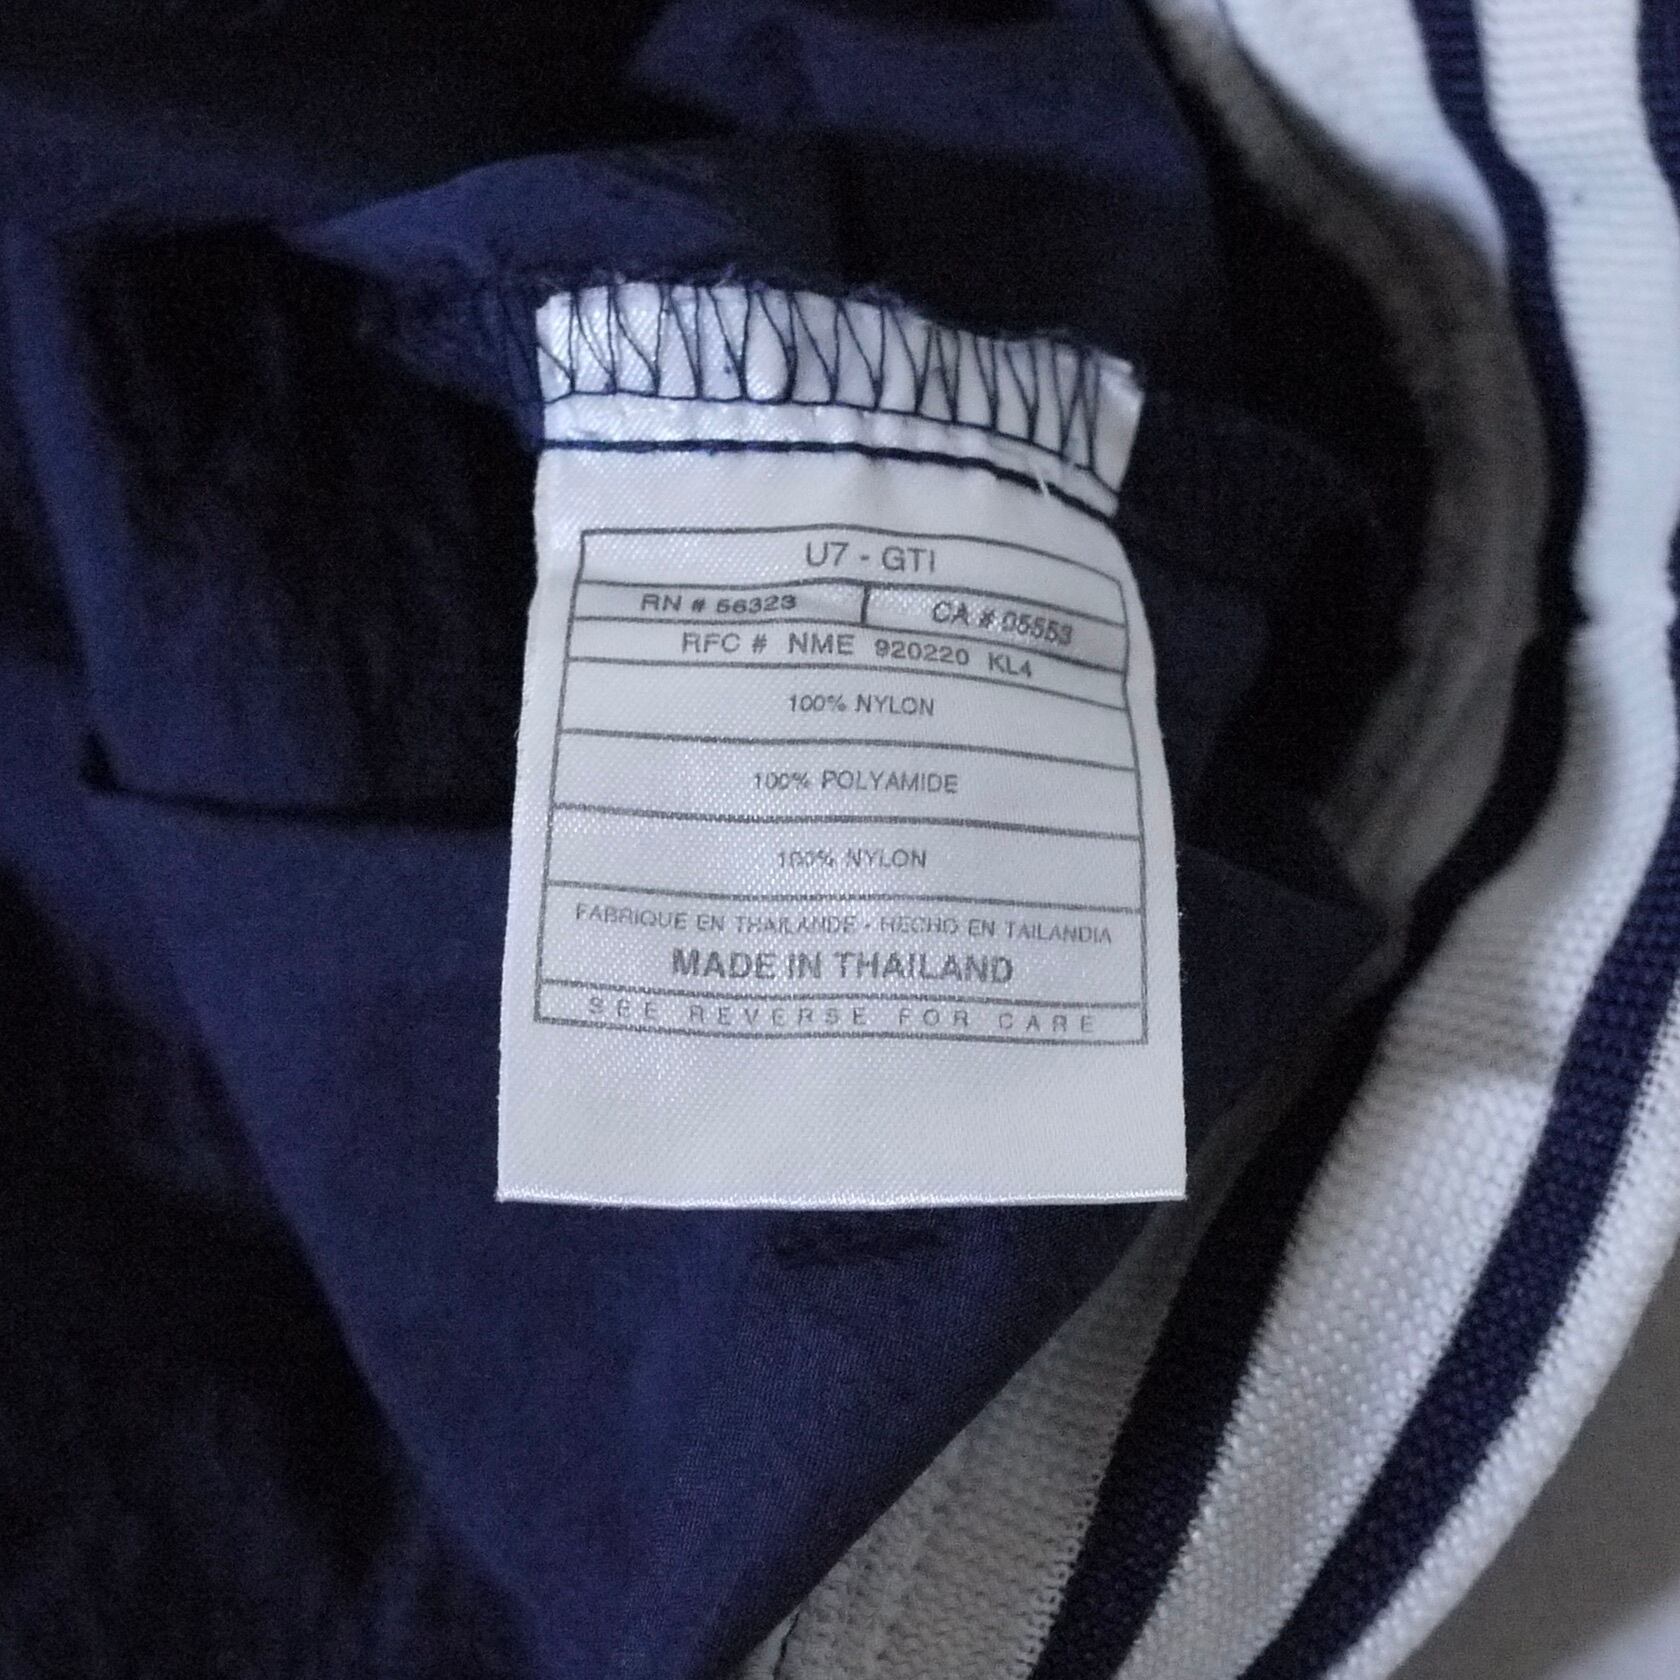 U7 - GTI
RN # 56323 CA # 05553
RFC # NME 920220 KL4
100% NYLON
100% POLYAMIDE
100% NYLON
FABRIQUE EN THAILANDE - HECHO EN TAILANDIA
MADE IN THAILAND
SEE REVERSE FOR CARE